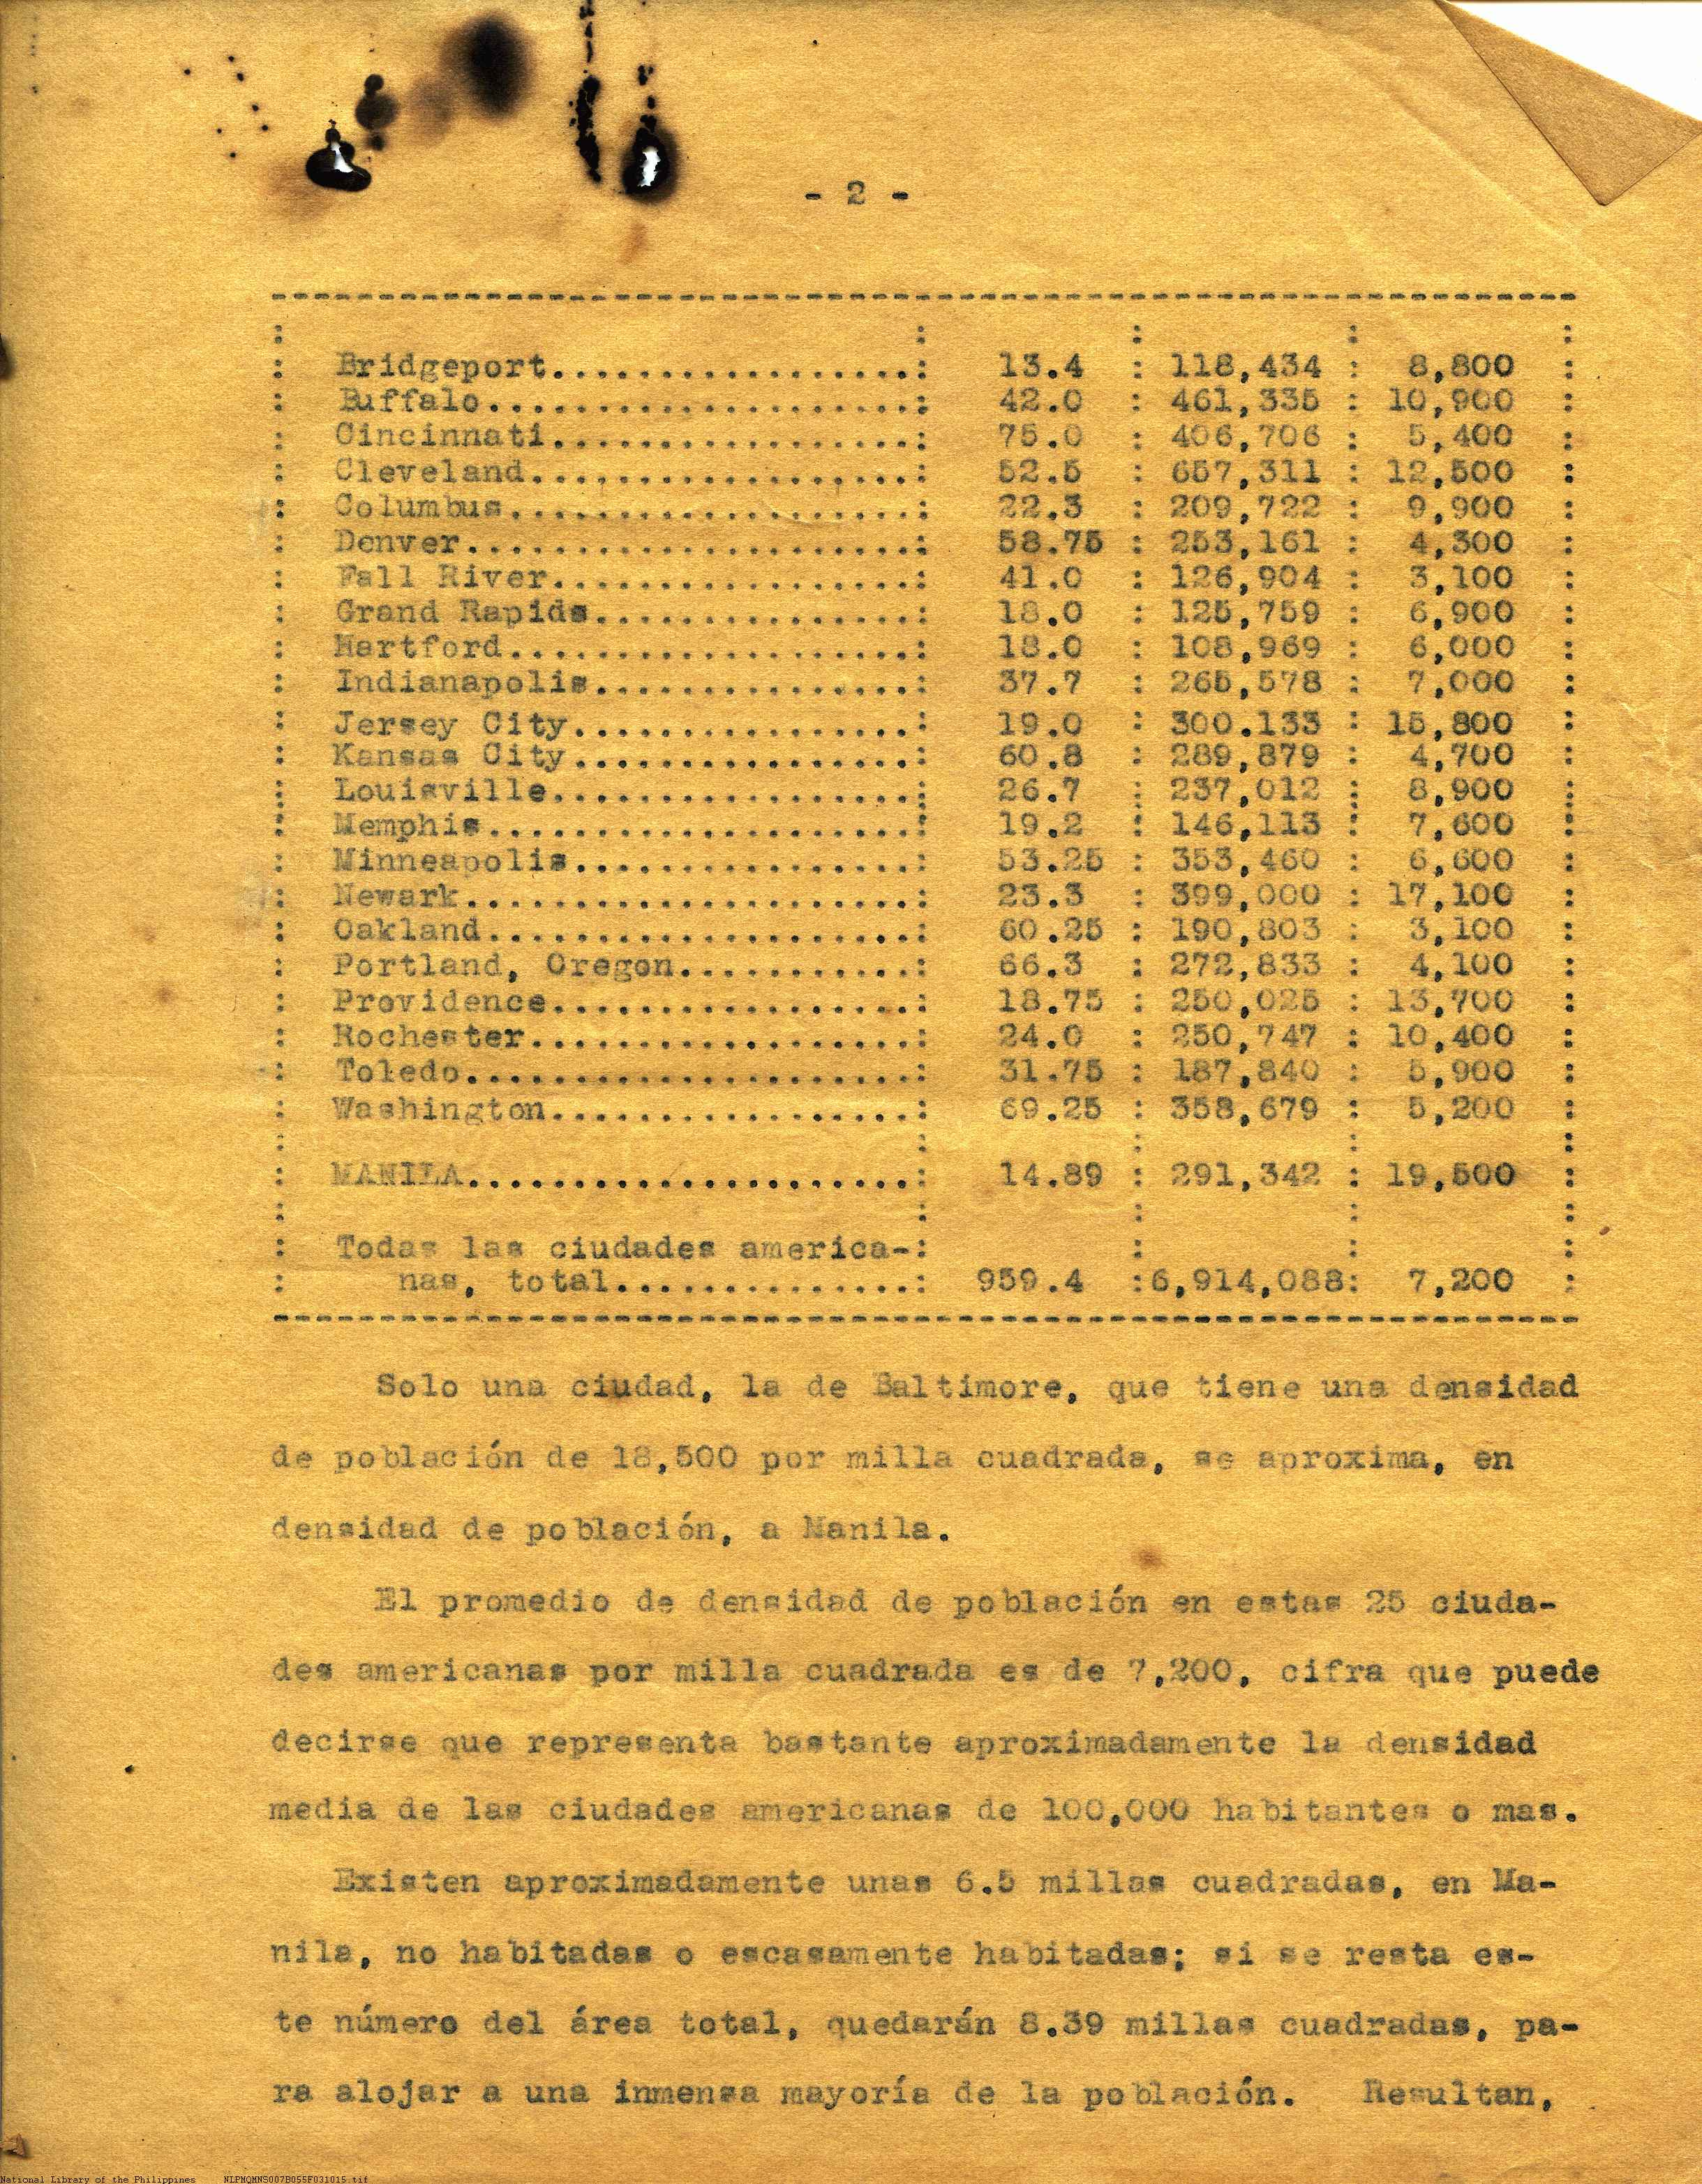 - 2 -
Bridgeport.................: 13.4 : 118,434 : 8,800 :
: Buffalo....................: 42.0 : 461,335 : 10,900 :
: Cincinnati.................: 75.0 : 406,706 : 5,400 :
: Cleveland..................: 52.5 : 657,311 : 12,500 :
: Columbus...................: 22.3 : 209,722 : 9,900 :
: Denver.....................: 58.75 : 253,161 : 4,300 :
: Fall River.................: 41.0 : 126,904 : 3,100 :
: Grand Rapids...............: 18.0 : 125,759 : 6,900 :
: Hartford...................: 18.0 : 108,969 : 6,000 :
: Indianapolis...............: 37.7 : 265,578 : 7,000 :
: Jersey City................: 19.0 : 300.133 : 15,800 :
: Kansas City................: 60.8 : 289,879 : 4,700 :
: Louisville.................: 26.7 : 237,012 : 8,900 :
: Memphis....................: 19.2 : 146,113 : 7,600 :
: Minneapolis................: 53.25 : 353,460 : 6,600 :
: Newark.....................: 23.3 : 399,000 : 17,100 :
: Oakland....................: 60.25 : 190,803 : 3,100 :
: Portland, Oregon...........: 66.3 : 272,833 : 4,100 :
: Providence.................: 18.75 : 250,025 : 13,700 :
: Rochester..................: 24.0 : 250,747 : 10,400 :
: Toledo.....................: 31.75 : 187,840 : 5,900 :
: Washington.................: 69.25 : 358,679 : 5,200 :
: MANILA.....................: 14.89 : 291,342 : 19,500 :
: Todas las ciudades america-: : : :
: nas, total..............: 959.4 :6,914,088: 7,200 :
Solo una ciudad, la de Baltimore, que tiene una densidad
de población de 18,500 por milla cuadrada, se aproxima, en
densidad de población, a Manila.
El promedio de densidad de población en estas 25 ciuda-
des americanas por milla cuadrada es de 7,200, cifra que puede
decirse que representa bastante aproximadamente la densidad
media de las ciudades americanas de 100,000 habitantes o mas.
Existen aproximadamente unas 6.5 millas cuadradas, en Ma-
nila, no habitadas o escasamente habitadas; si se resta es-
te número del área total, quedarán 8.39 millas cuadradas, pa-
ra alojar a una inmensa mayoría de la población. Resultan,
National Library of the Philippines NLPMQMNS007B055F031015.tif